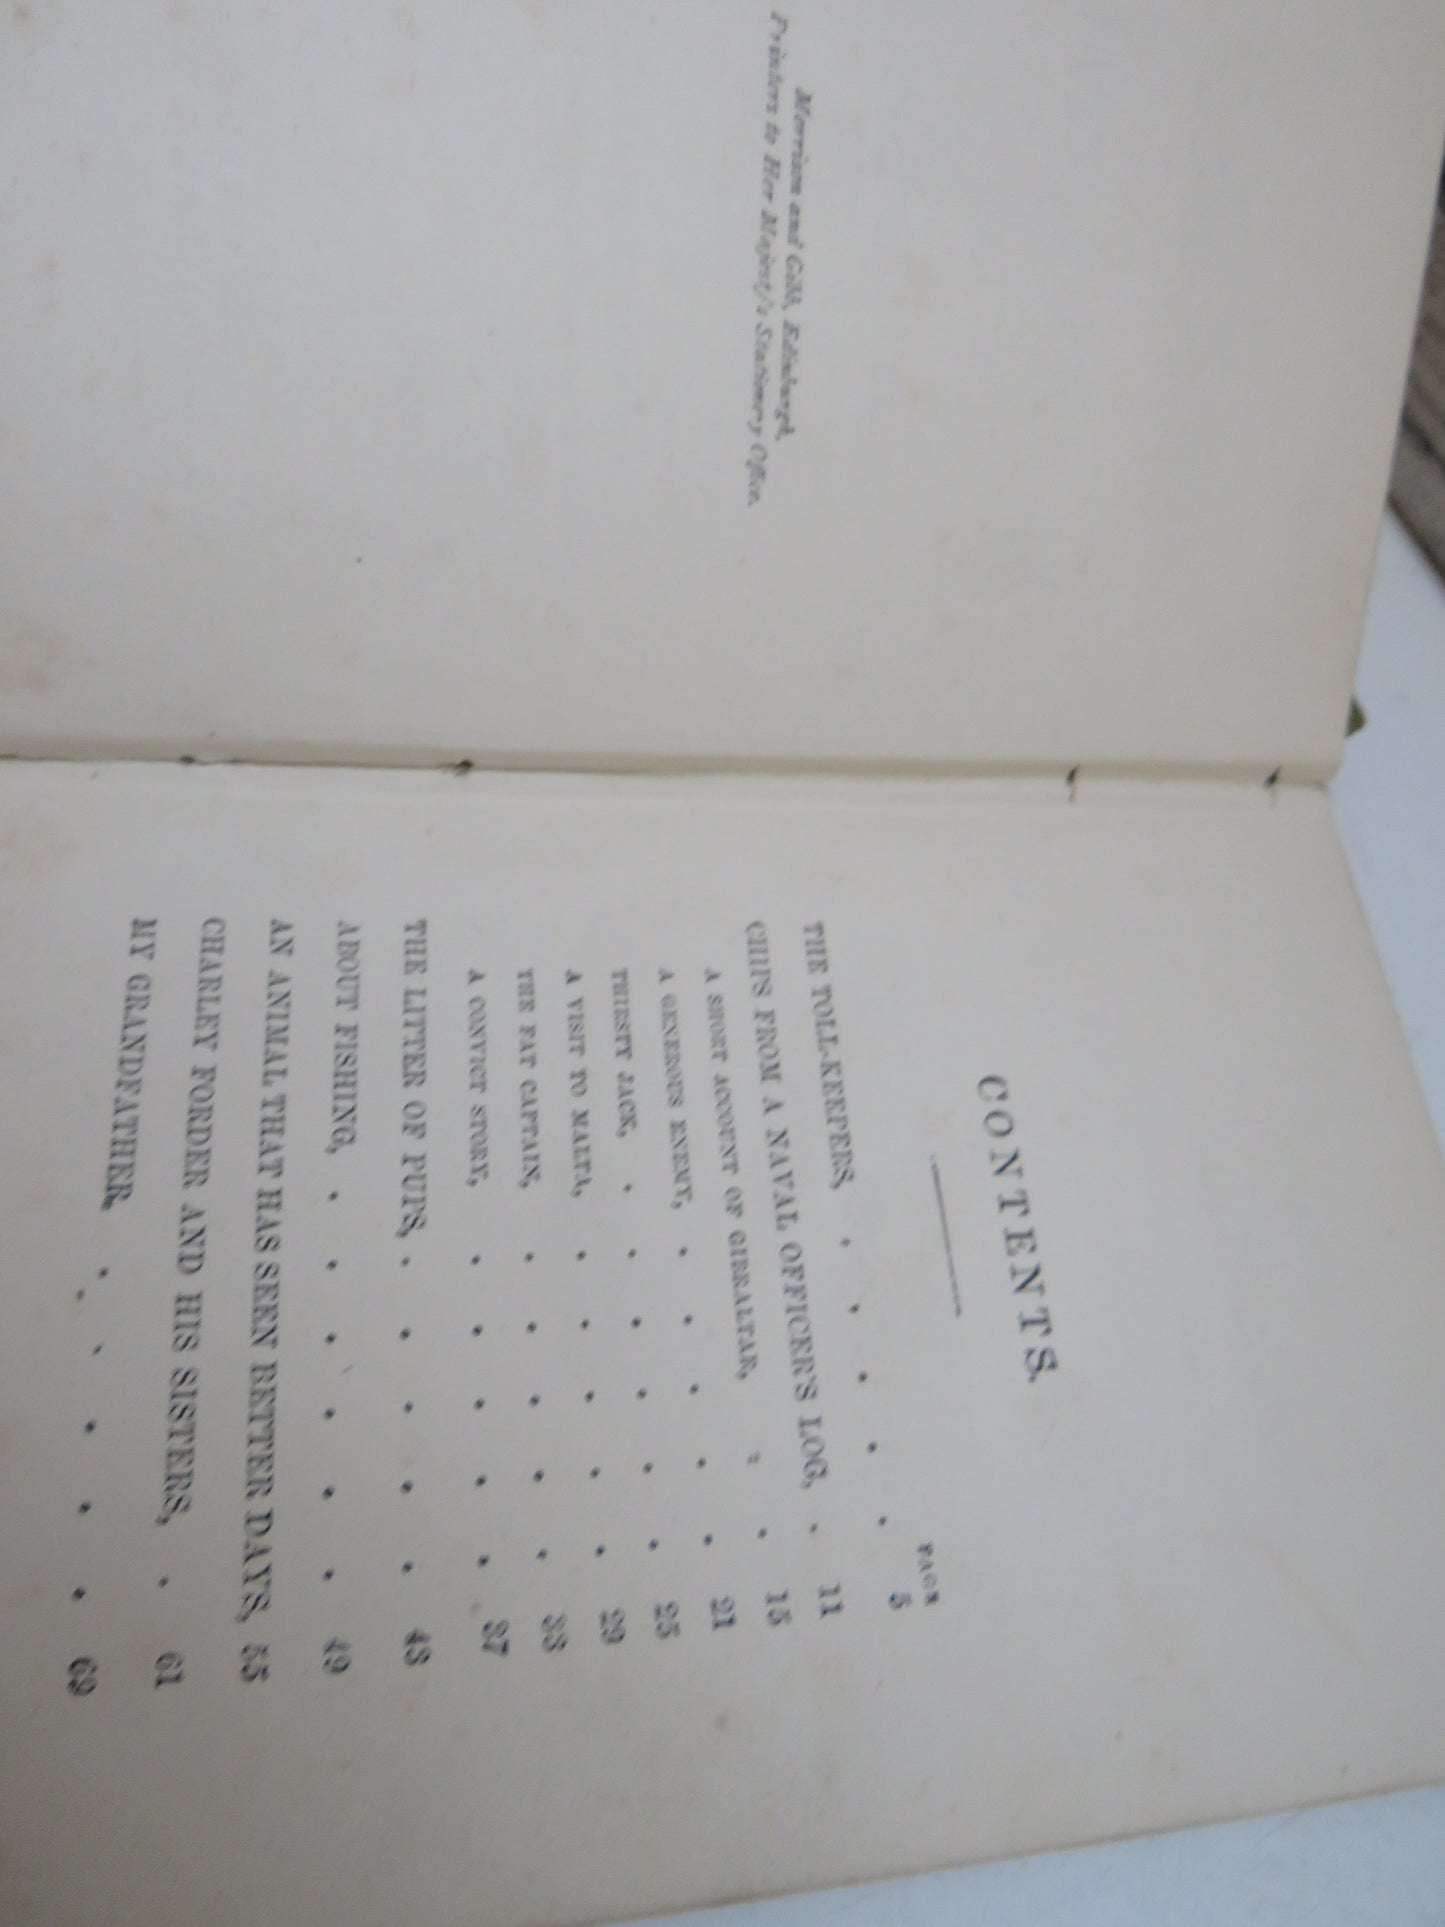 Morrison and Gibb, Edinburgh,
Printers to Her Majesty's Stationery Office.
CONTENTS.
PAGE
THE TOLL-KEEPERS, . . . . . 5
CHIPS FROM A NAVAL OFFICER'S LOG, . 11
A SHORT ACCOUNT OF GIBRALTAR, . . 15
A GENEROUS ENEMY, . . . . . 21
THIRSTY JACK, . . . . . . 25
A VISIT TO MALTA, . . . . . 29
THE FAT CAPTAIN, . . . . . 33
A CONVICT STORY, . . . . . 37
THE LITTER OF PUPS, . . . . . 43
ABOUT FISHING, . . . . . . 49
AN ANIMAL THAT HAS SEEN BETTER DAYS, 55
CHARLEY FORDER AND HIS SISTERS, . 61
MY GRANDFATHER, . . . . . 69